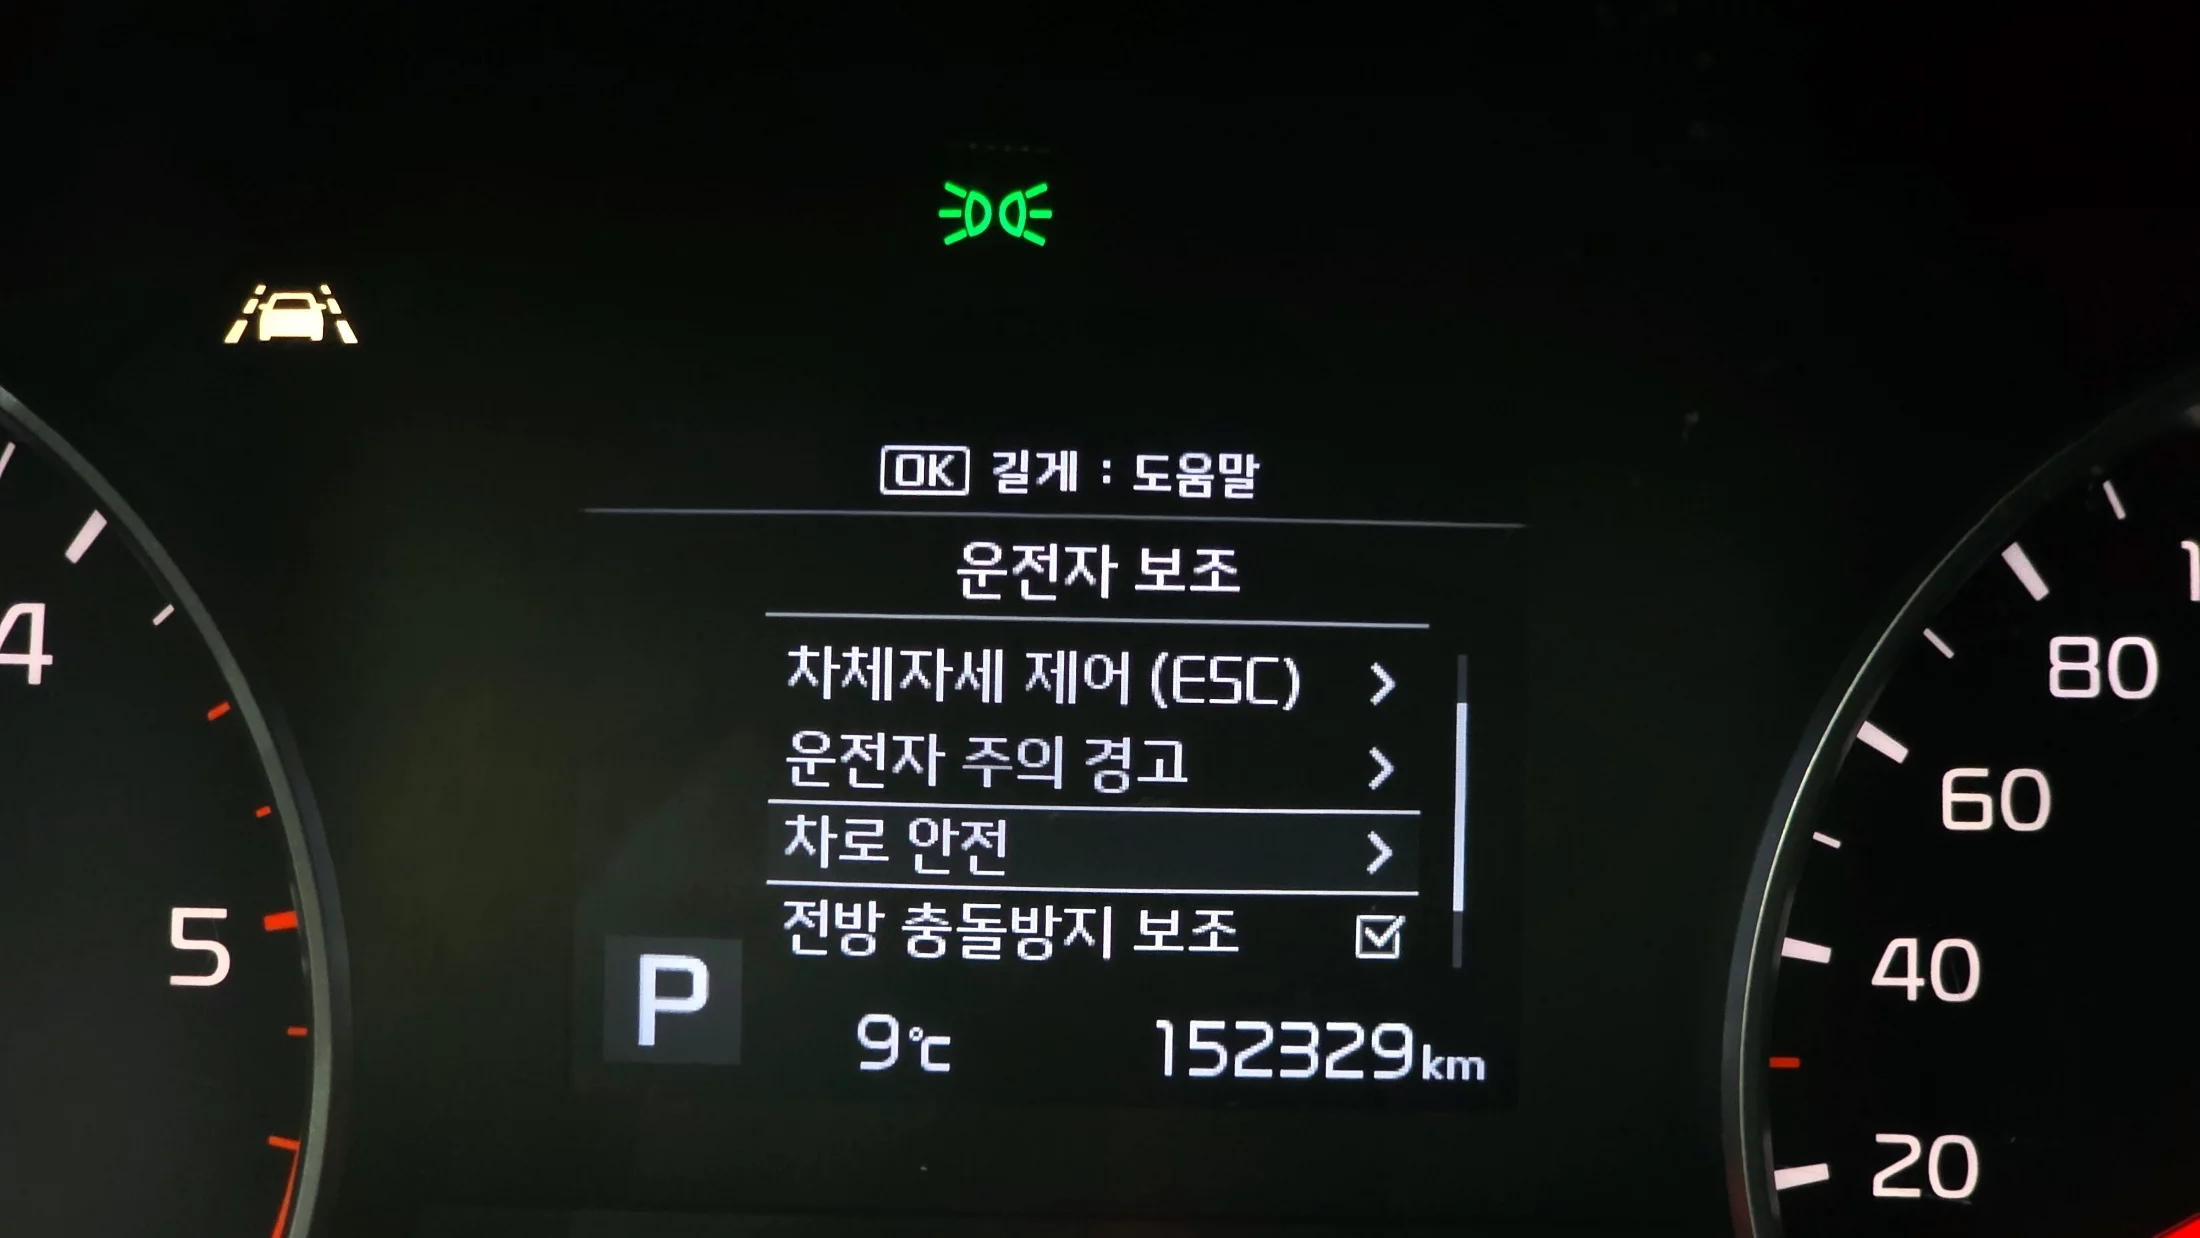 OK 길게 : 도움말
운전자 보조
차체자세 제어 (ESC)
운전자 주의 경고
차로 안전
전방 충돌방지 보조
P
9℃ 152329km
4
5
80
60
40
20